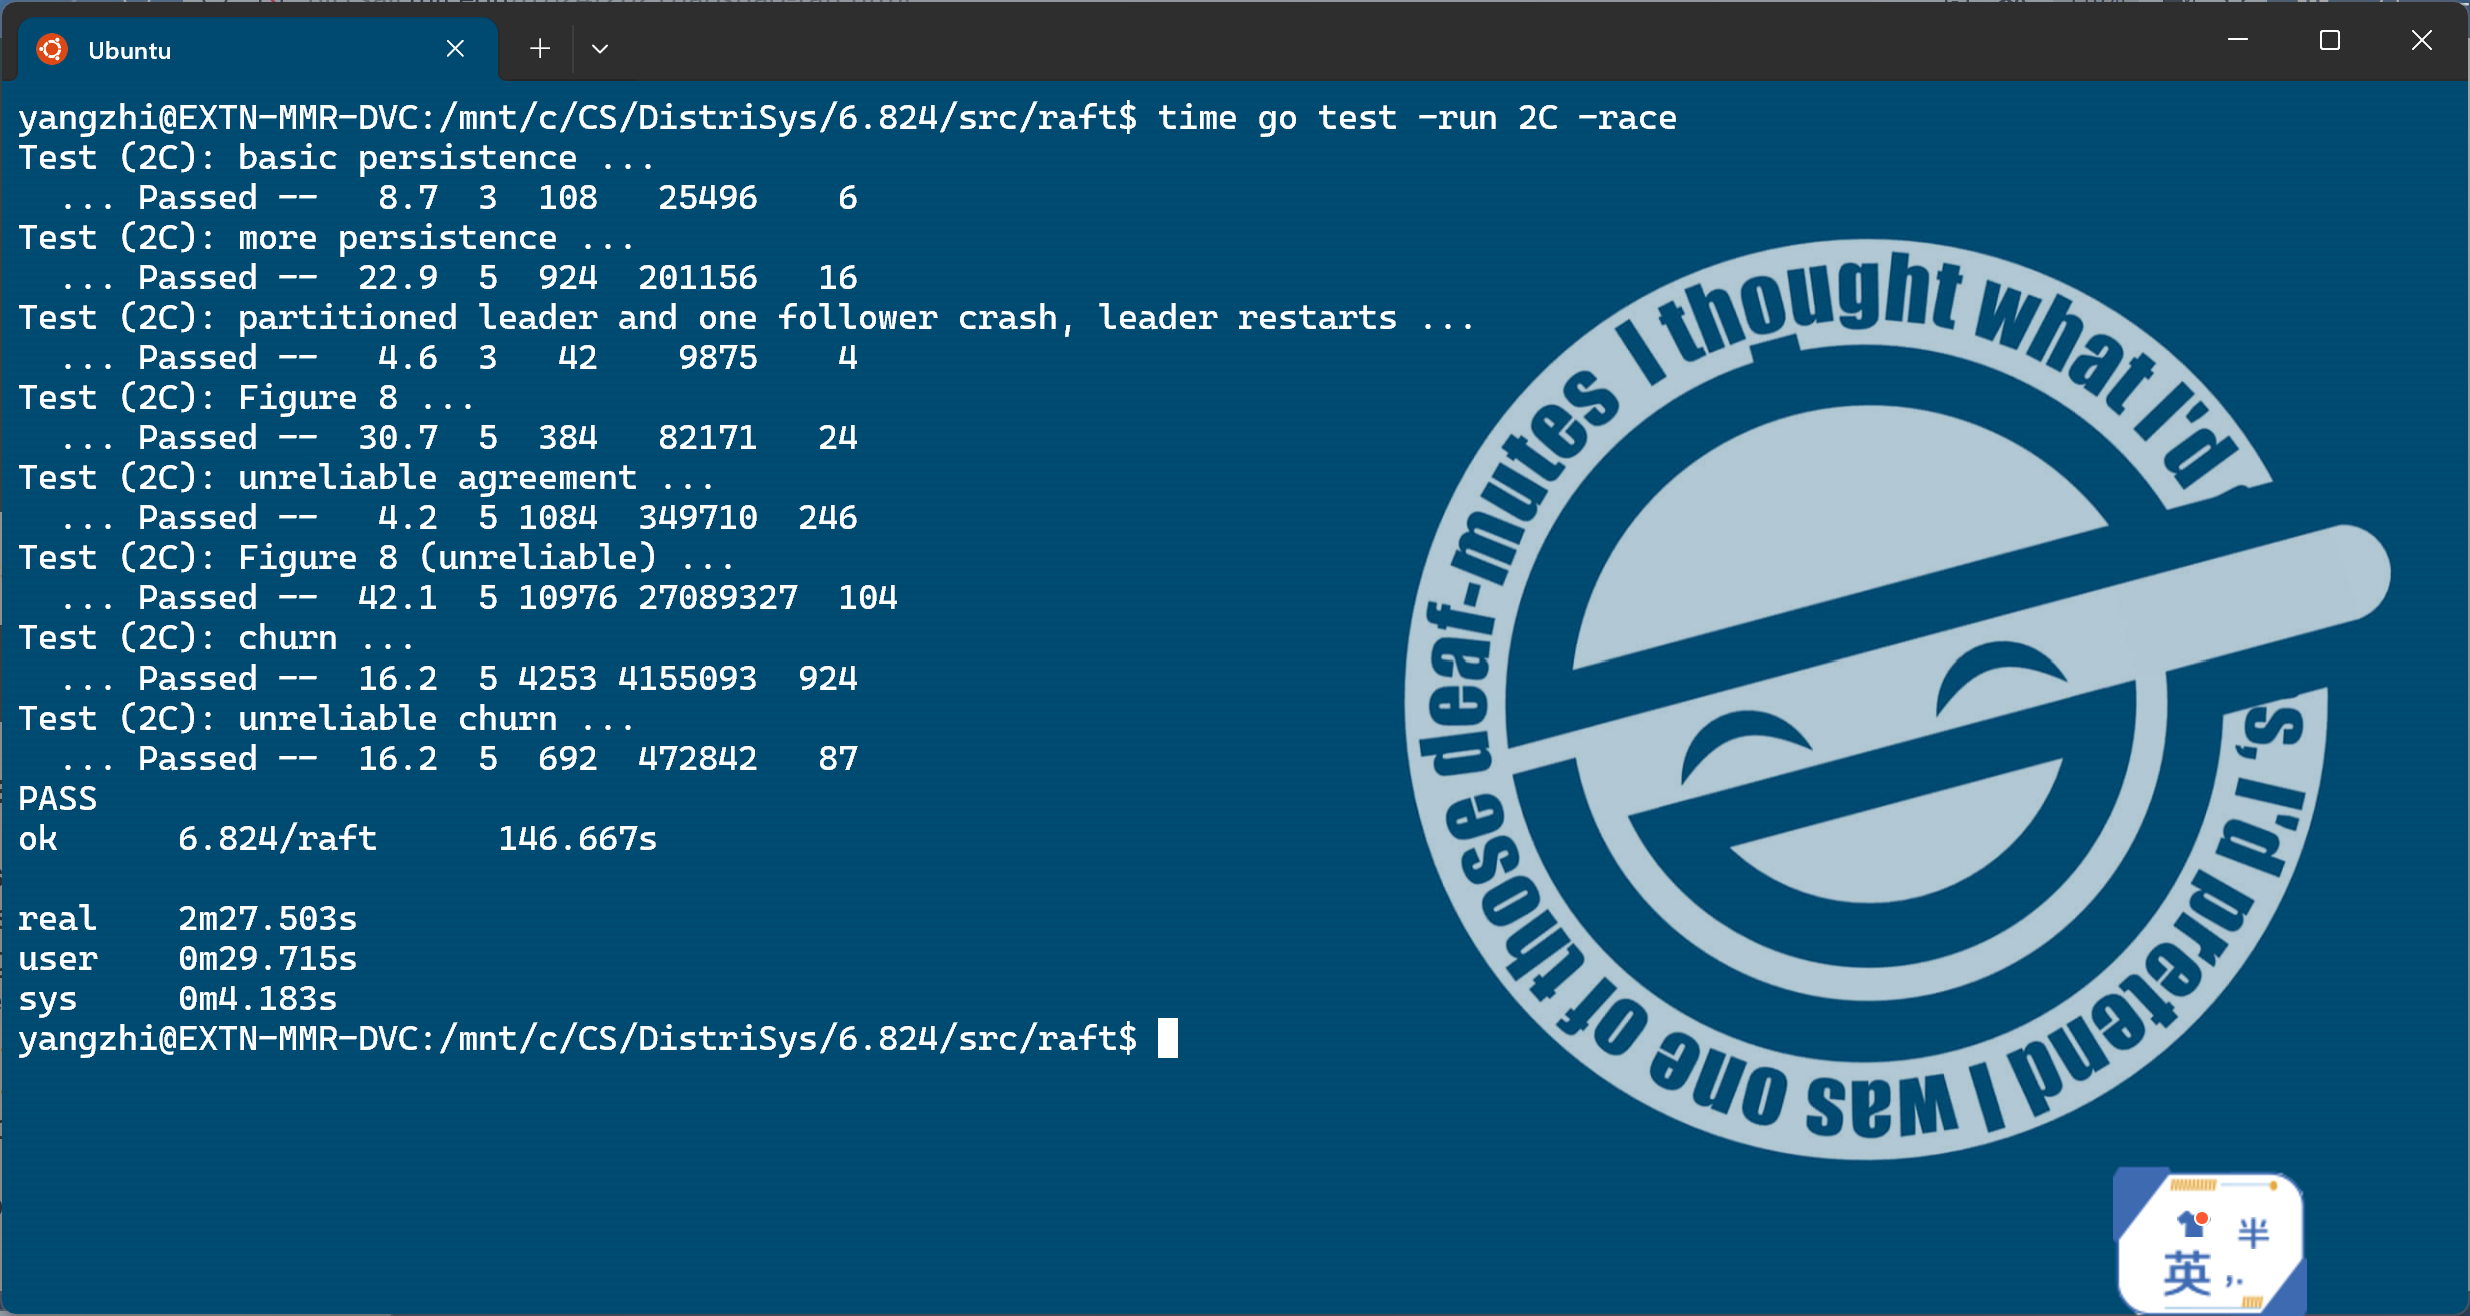 Ubuntu
yangzhi@EXTN-MMR-DVC:/mnt/c/CS/DistriSys/6.824/src/raft$ time go test -run 2C -race
Test (2C): basic persistence ...
  ... Passed --   8.7  3  108   25496    6
Test (2C): more persistence ...
  ... Passed --  22.9  5  924  201156   16
Test (2C): partitioned leader and one follower crash, leader restarts ...
  ... Passed --   4.6  3   42    9875    4
Test (2C): Figure 8 ...
  ... Passed --  30.7  5  384   82171   24
Test (2C): unreliable agreement ...
  ... Passed --   4.2  5 1084  349710  246
Test (2C): Figure 8 (unreliable) ...
  ... Passed --  42.1  5 10976 27089327  104
Test (2C): churn ...
  ... Passed --  16.2  5 4253 4155093  924
Test (2C): unreliable churn ...
  ... Passed --  16.2  5  692  472842   87
PASS
ok      6.824/raft      146.667s
real    2m27.503s
user    0m29.715s
sys     0m4.183s
yangzhi@EXTN-MMR-DVC:/mnt/c/CS/DistriSys/6.824/src/raft$
I thought what I'd
s, I'd pretend I was one of those deaf-mutes
半
英 ,.